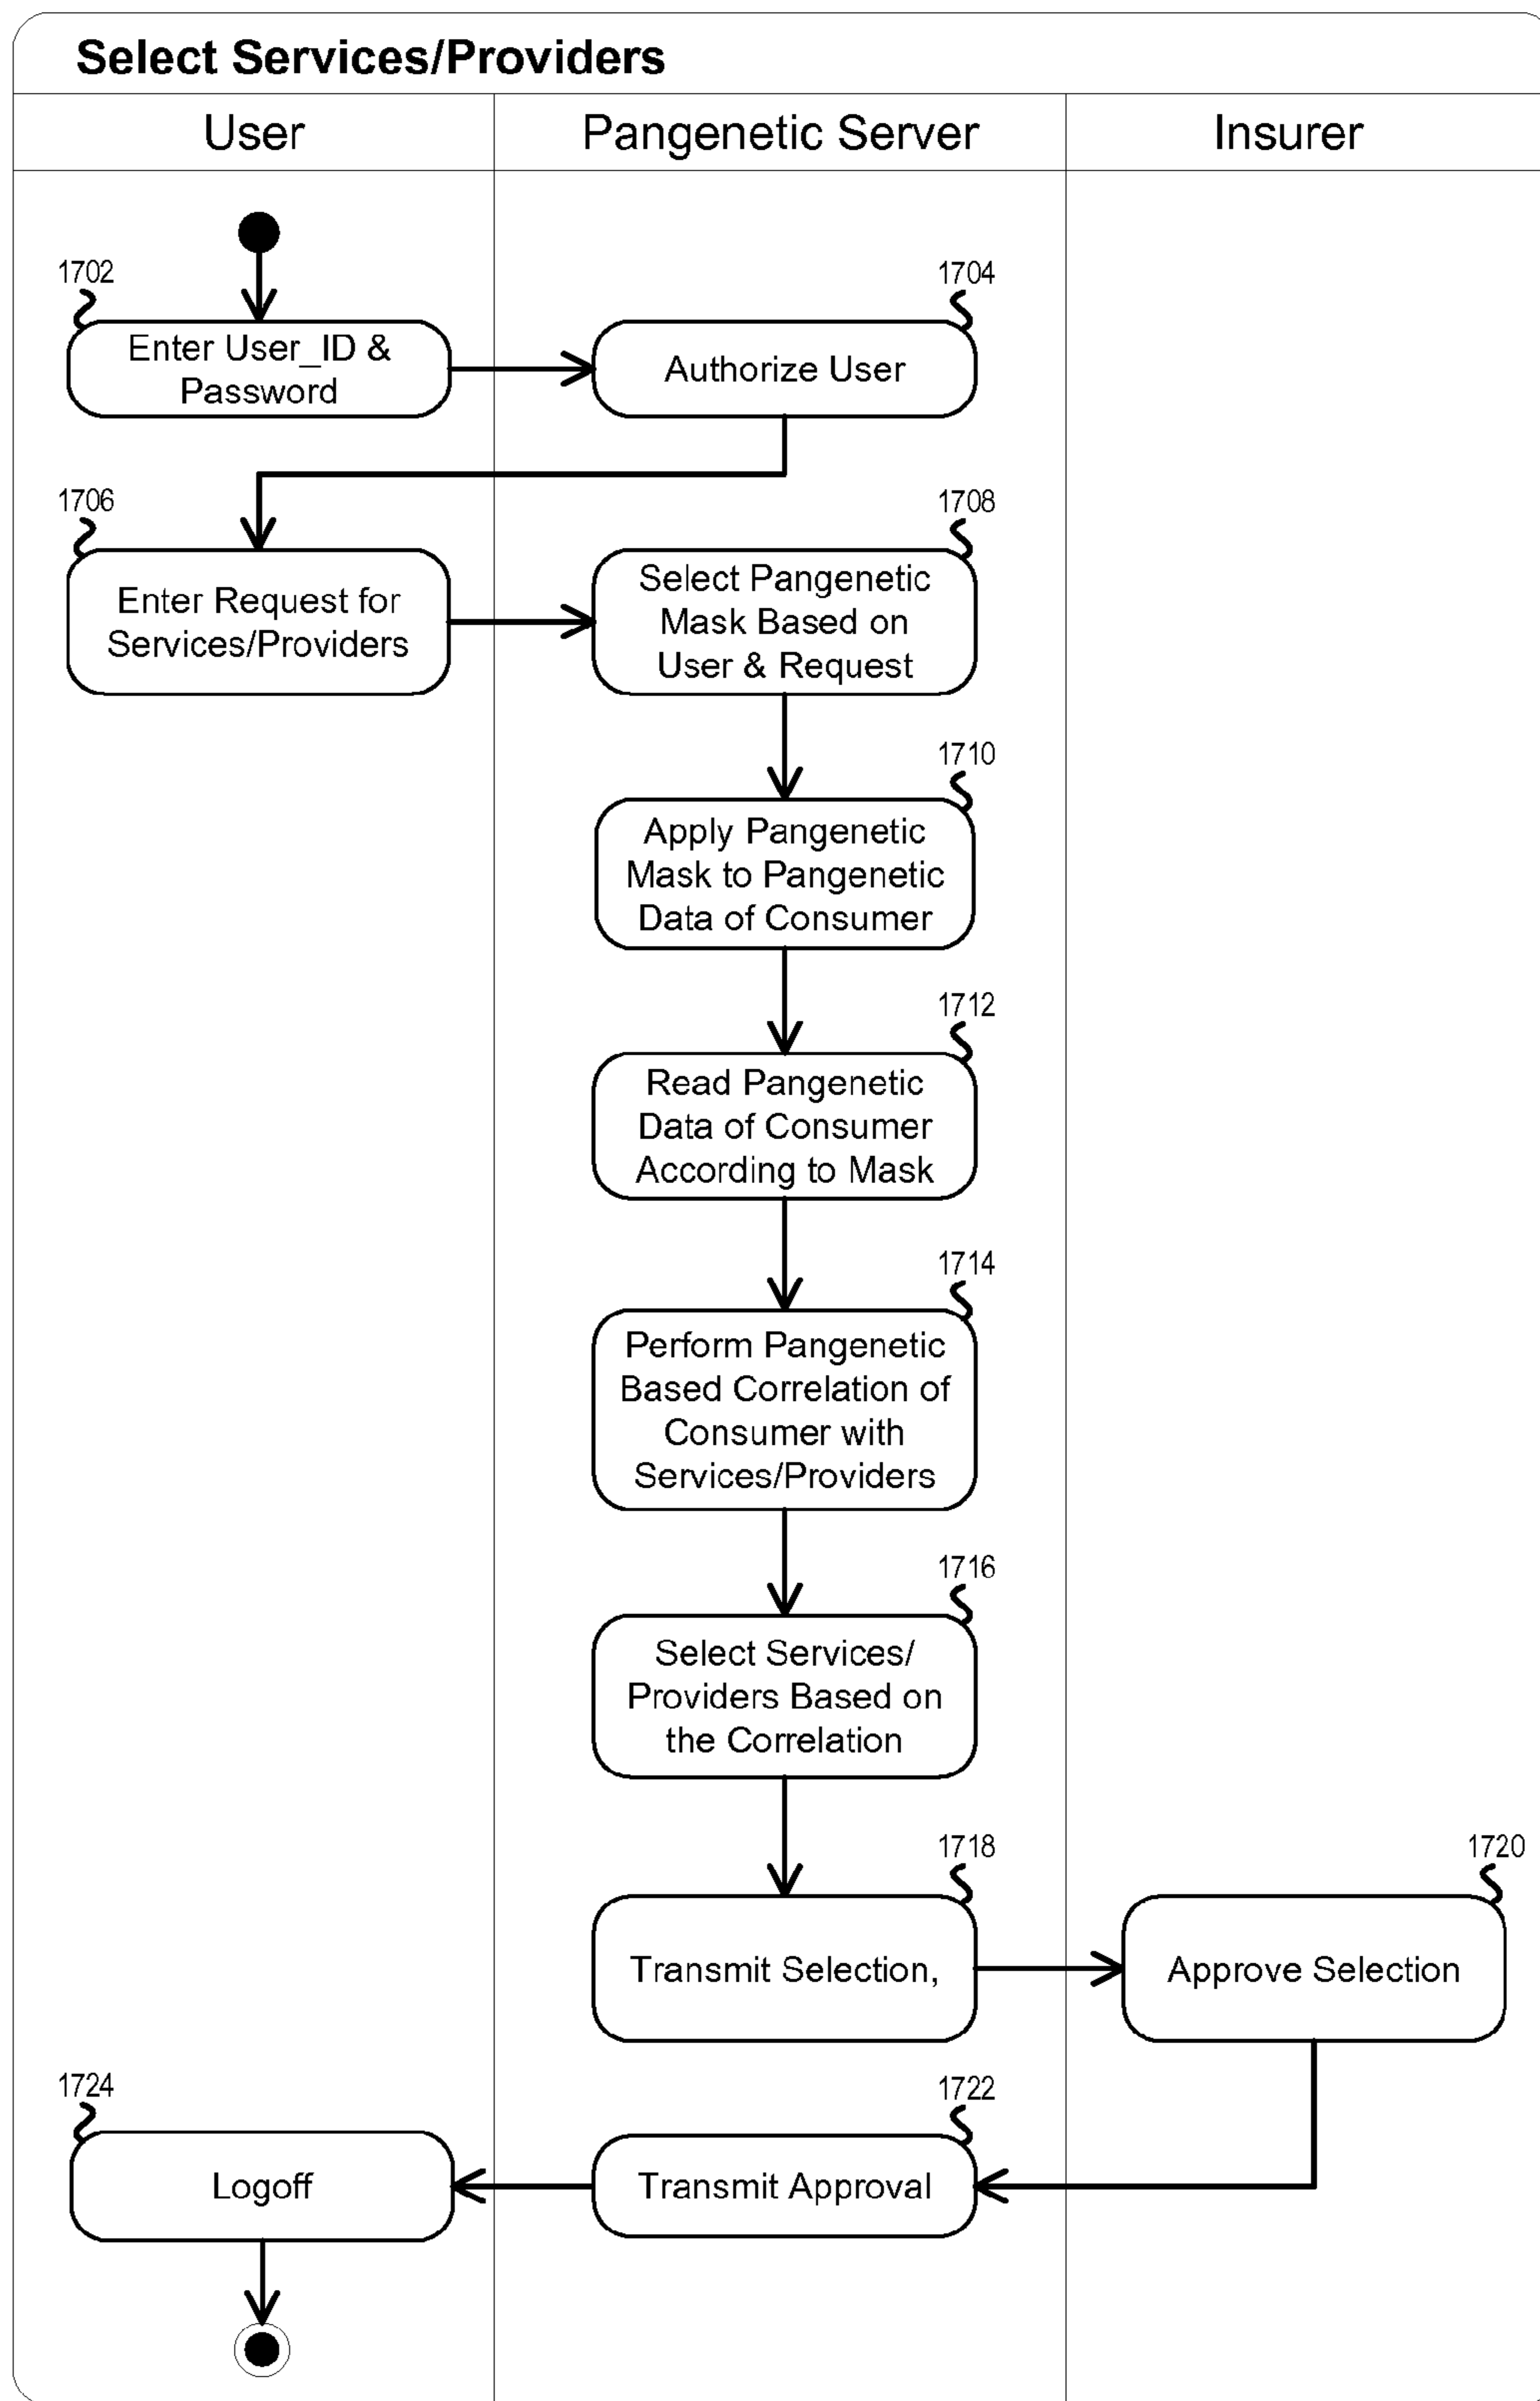 Select Services/Providers
User
Pangenetic Server
Insurer
1702
Enter User_ID &
Password
1704
Authorize User
1706
Enter Request for
Services/Providers
1708
Select Pangenetic
Mask Based on
User & Request
1710
Apply Pangenetic
Mask to Pangenetic
Data of Consumer
1712
Read Pangenetic
Data of Consumer
According to Mask
1714
Perform Pangenetic
Based Correlation of
Consumer with
Services/Providers
1716
Select Services/
Providers Based on
the Correlation
1718
Transmit Selection,
1720
Approve Selection
1722
Transmit Approval
1724
Logoff